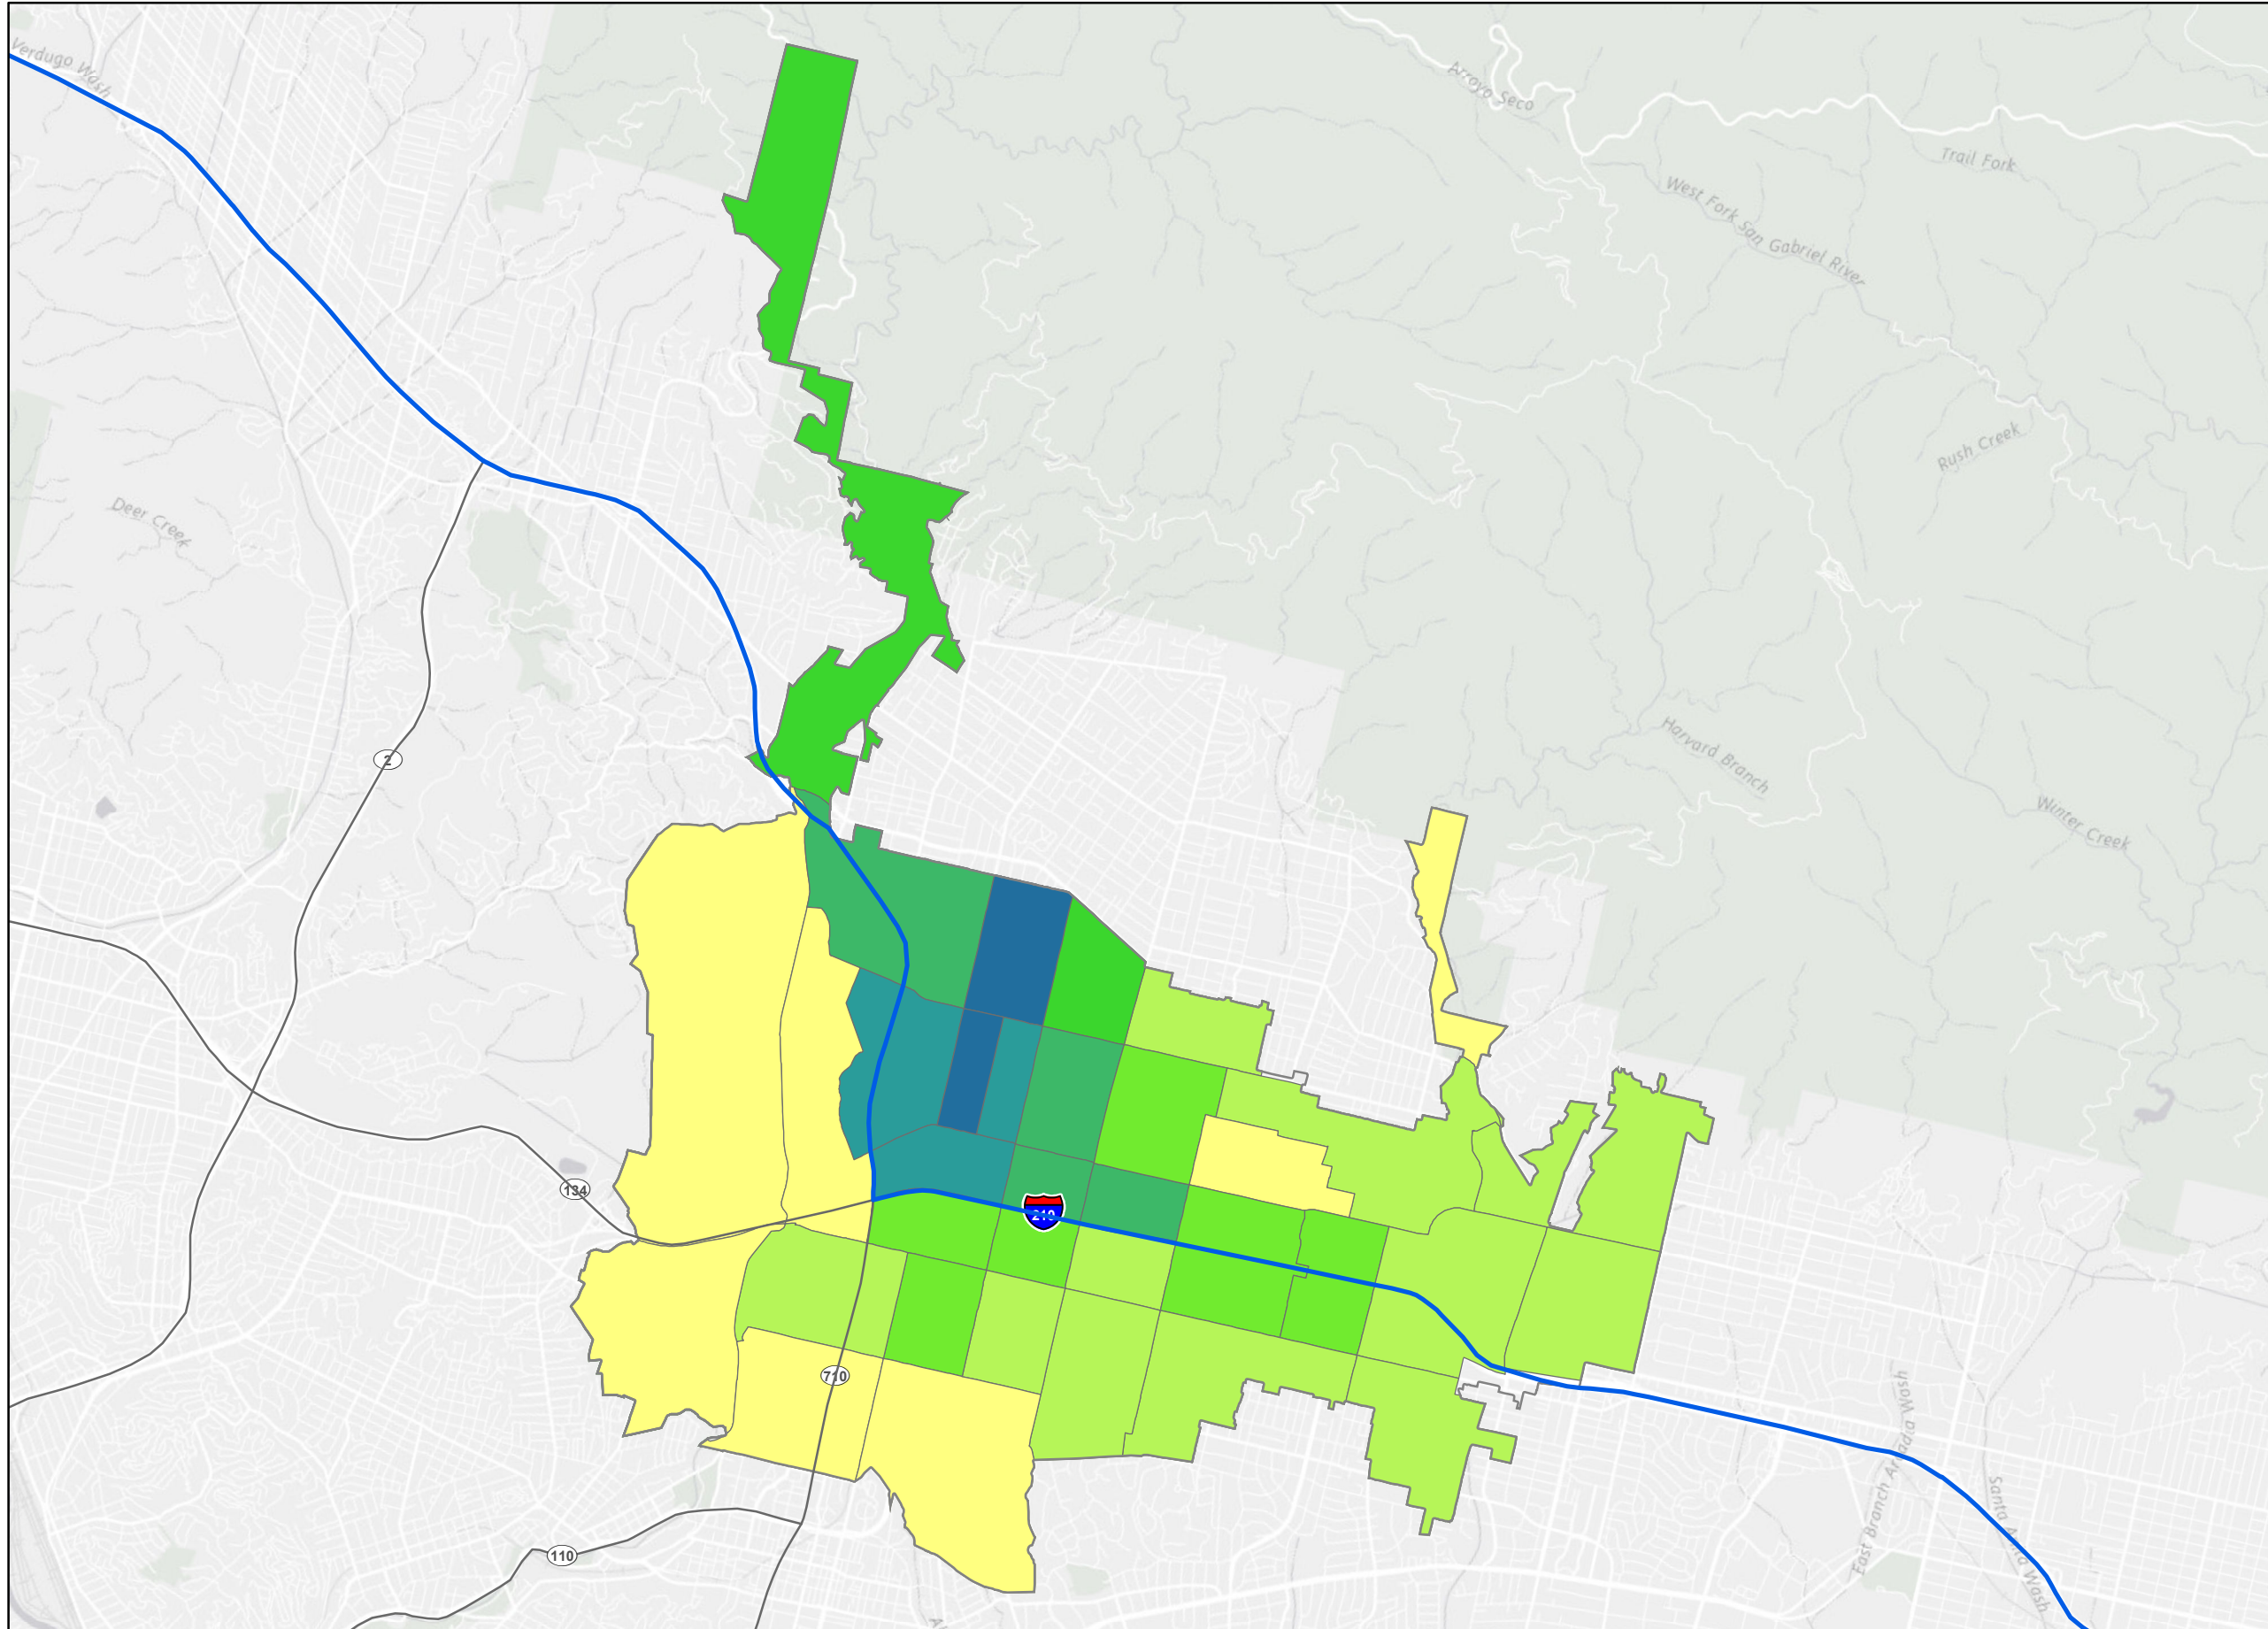 Verdugo Wash
Arroyo Seco
Trail Fork
West Fork San Gabriel River
Rush Creek
Deer Creek
Harvard Branch
2
Winter Creek
134
210
710
East Branch Arcadia Wash
Santa Anita Wash
110